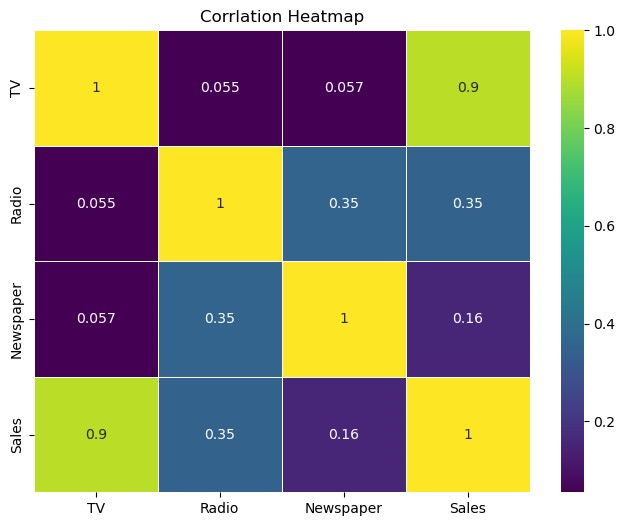 Corrlation Heatmap
TV 1 0.055 0.057 0.9
Radio 0.055 1 0.35 0.35
Newspaper 0.057 0.35 1 0.16
Sales 0.9 0.35 0.16 1
TV Radio Newspaper Sales
1.0
0.8
0.6
0.4
0.2